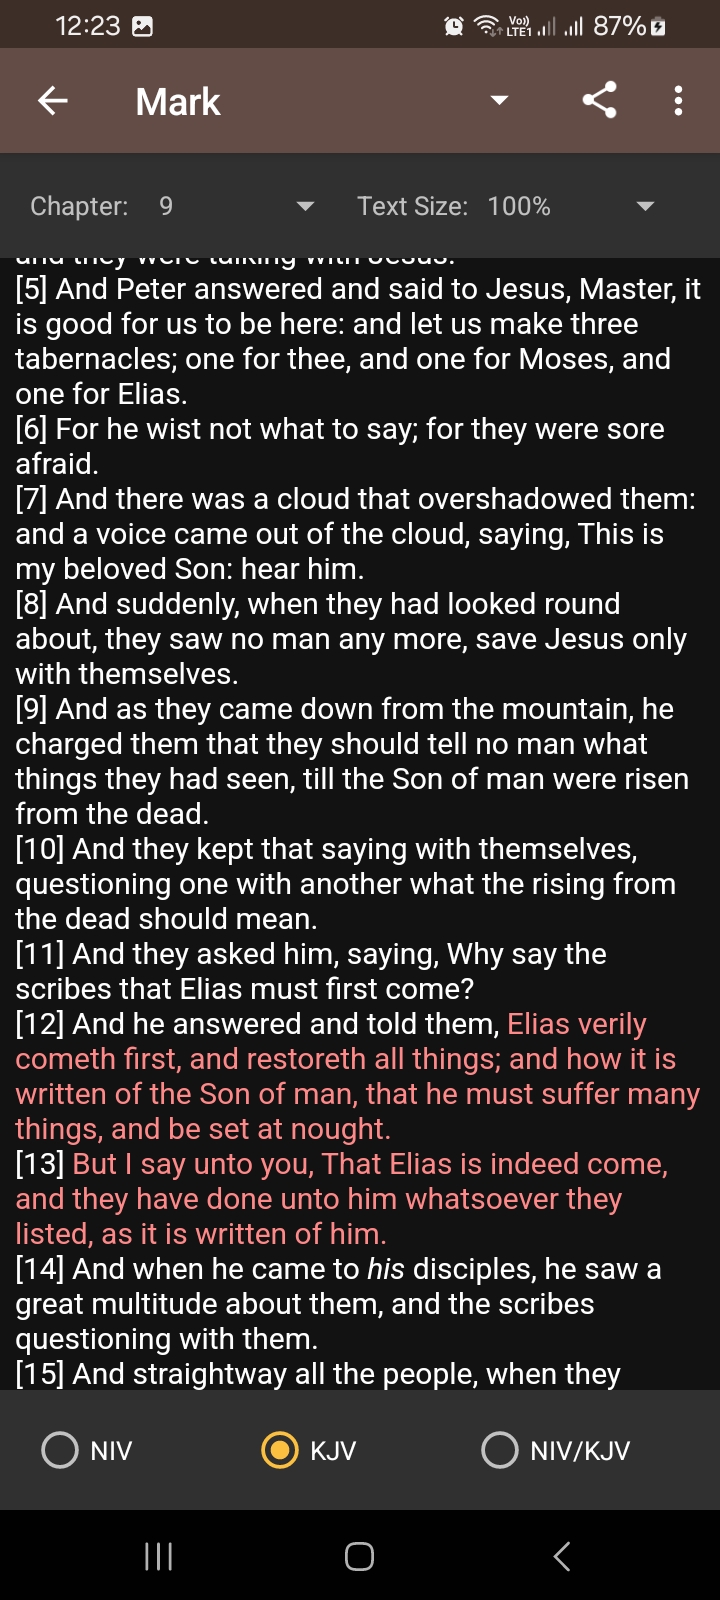 12:23 Vo) LTE1 87%
Mark
Chapter: 9 Text Size: 100%
and they were talking with Jesus.
[5] And Peter answered and said to Jesus, Master, it
is good for us to be here: and let us make three
tabernacles; one for thee, and one for Moses, and
one for Elias.
[6] For he wist not what to say; for they were sore
afraid.
[7] And there was a cloud that overshadowed them:
and a voice came out of the cloud, saying, This is
my beloved Son: hear him.
[8] And suddenly, when they had looked round
about, they saw no man any more, save Jesus only
with themselves.
[9] And as they came down from the mountain, he
charged them that they should tell no man what
things they had seen, till the Son of man were risen
from the dead.
[10] And they kept that saying with themselves,
questioning one with another what the rising from
the dead should mean.
[11] And they asked him, saying, Why say the
scribes that Elias must first come?
[12] And he answered and told them, Elias verily
cometh first, and restoreth all things; and how it is
written of the Son of man, that he must suffer many
things, and be set at nought.
[13] But I say unto you, That Elias is indeed come,
and they have done unto him whatsoever they
listed, as it is written of him.
[14] And when he came to his disciples, he saw a
great multitude about them, and the scribes
questioning with them.
[15] And straightway all the people, when they
NIV KJV NIV/KJV